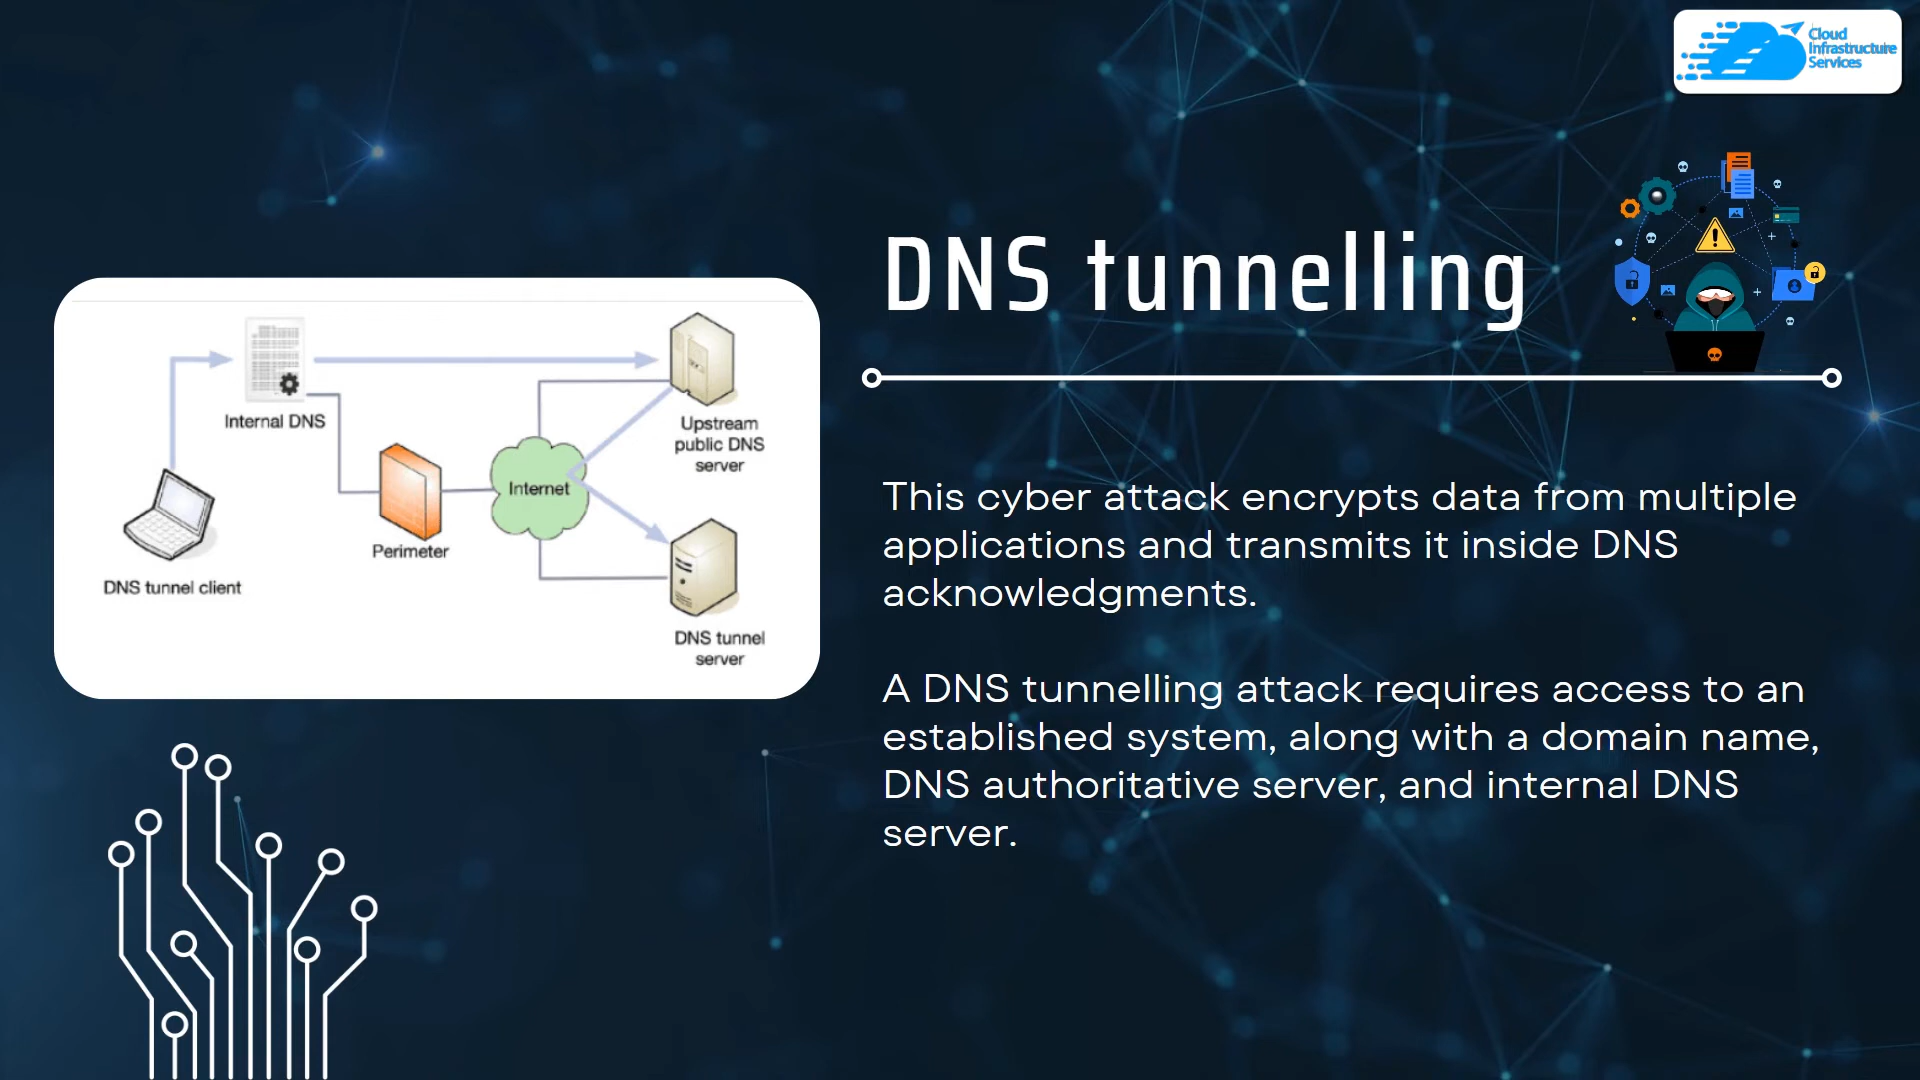 Cloud
Infrastructure
Services
DNS tunnelling
Internal DNS
Upstream
public DNS
server
Internet
Perimeter
DNS tunnel client
DNS tunnel
server
This cyber attack encrypts data from multiple
applications and transmits it inside DNS
acknowledgments.
A DNS tunnelling attack requires access to an
established system, along with a domain name,
DNS authoritative server, and internal DNS
server.